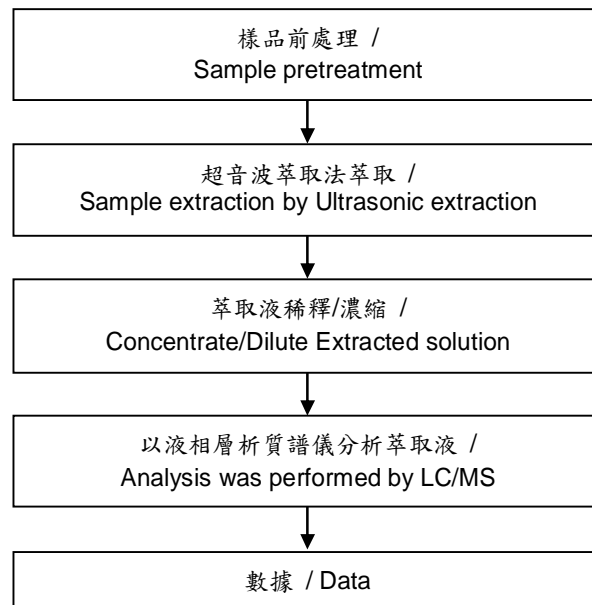 樣品前處理 /
Sample pretreatment
超音波萃取法萃取 /
Sample extraction by Ultrasonic extraction
萃取液稀釋/濃縮 /
Concentrate/Dilute Extracted solution
以液相層析質譜儀分析萃取液 /
Analysis was performed by LC/MS
數據 / Data